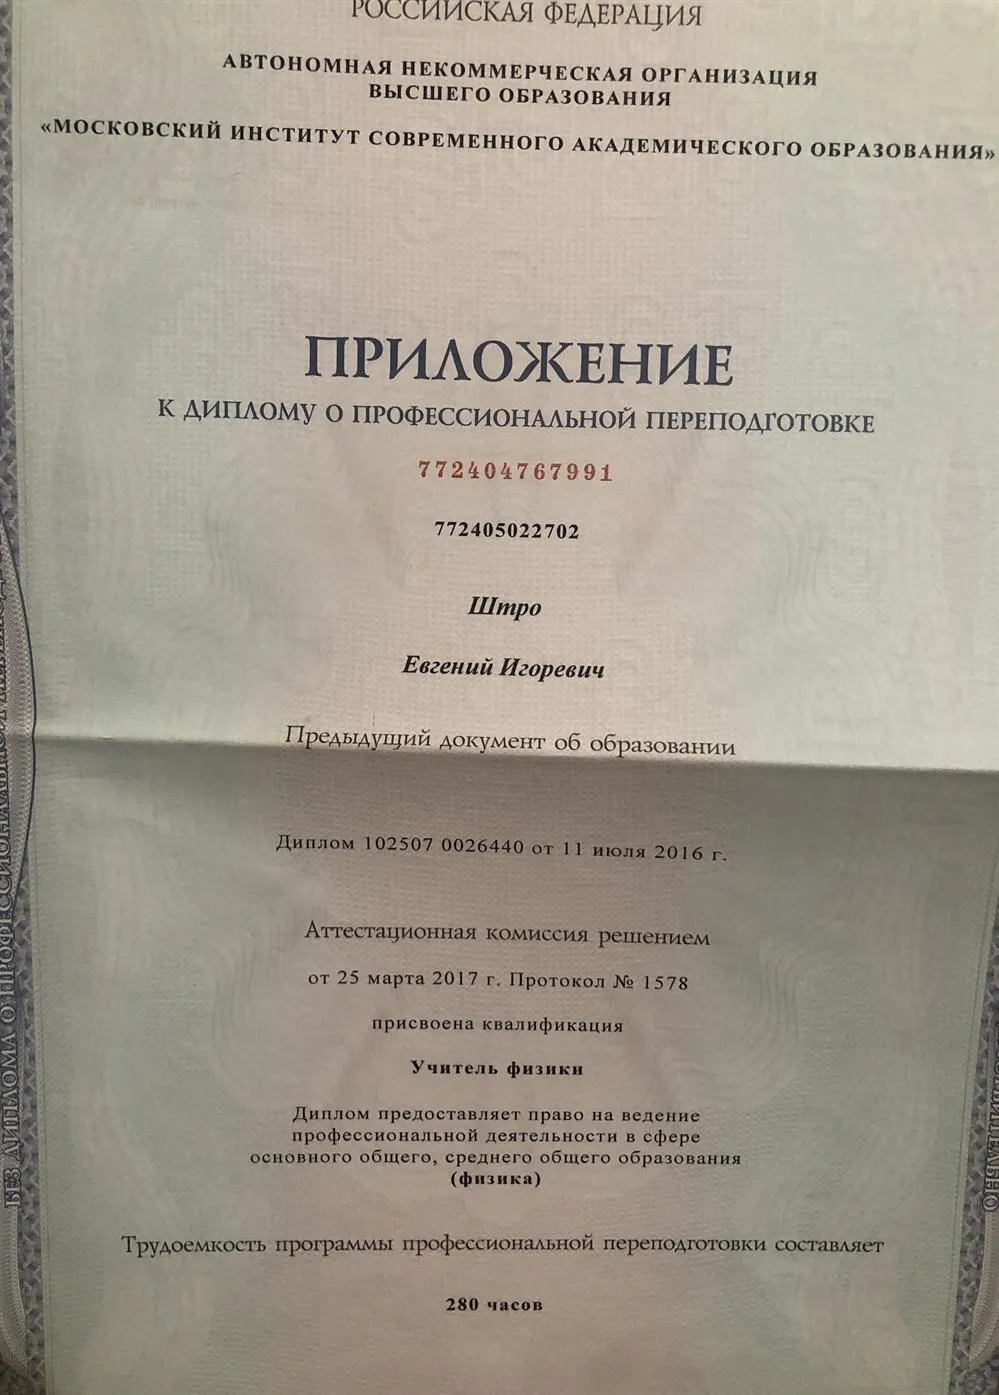 РОССИЙСКАЯ ФЕДЕРАЦИЯ
АВТОНОМНАЯ НЕКОММЕРЧЕСКАЯ ОРГАНИЗАЦИЯ
ВЫСШЕГО ОБРАЗОВАНИЯ
«МОСКОВСКИЙ ИНСТИТУТ СОВРЕМЕННОГО АКАДЕМИЧЕСКОГО ОБРАЗОВАНИЯ»
ПРИЛОЖЕНИЕ
К ДИПЛОМУ О ПРОФЕССИОНАЛЬНОЙ ПЕРЕПОДГОТОВКЕ
772404767991
772405022702
Штро
Евгений Игоревич
Предыдущий документ об образовании
Диплом 102507 0026440 от 11 июля 2016 г.
Аттестационная комиссия решением
от 25 марта 2017 г. Протокол № 1578
присвоена квалификация
Учитель физики
Диплом предоставляет право на ведение
профессиональной деятельности в сфере
основного общего, среднего общего образования
(физика)
Трудоемкость программы профессиональной переподготовки составляет
280 часов
БЕЗ ДИПЛОМА О ПРОФЕССИОНАЛЬНОЙ